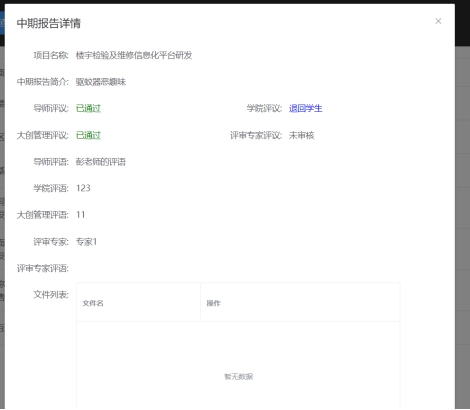 中期报告详情
项目名称: 楼宇检验及维修信息化平台研发
中期报告简介: 驱蚊器恶趣味
导师评议: 已通过 学院评议: 退回学生
大创管理评议: 已通过 评审专家评议: 未审核
导师评语: 彭老师的评语
学院评语: 123
大创管理评语: 11
评审专家: 专家1
评审专家评语:
文件列表: 文件名 操作
暂无数据